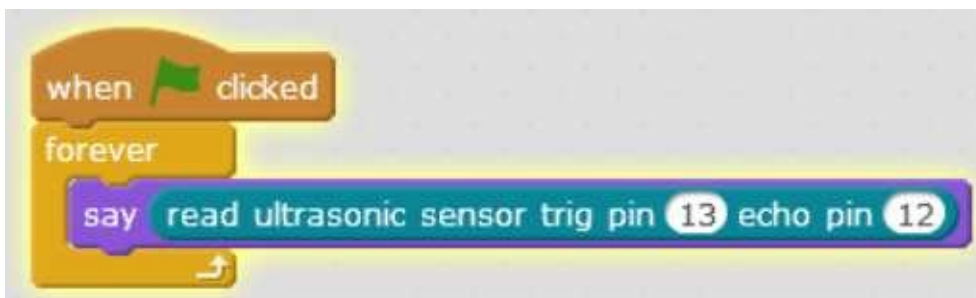 when clicked
forever
say read ultrasonic sensor trig pin 13 echo pin 12